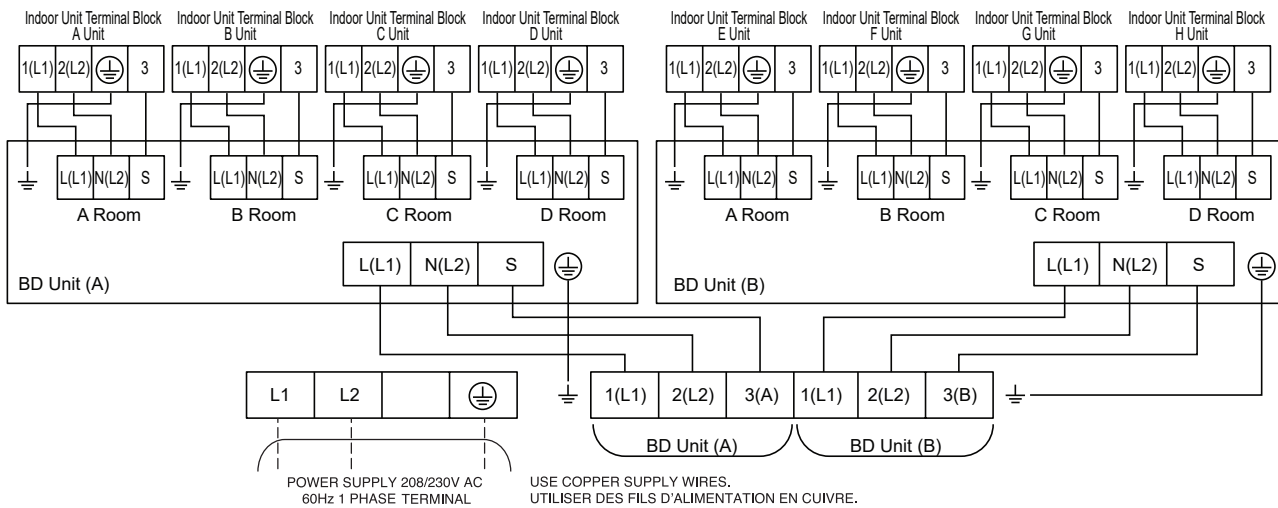 Indoor Unit Terminal Block
A Unit
Indoor Unit Terminal Block
B Unit
Indoor Unit Terminal Block
C Unit
Indoor Unit Terminal Block
D Unit
Indoor Unit Terminal Block
E Unit
Indoor Unit Terminal Block
F Unit
Indoor Unit Terminal Block
G Unit
Indoor Unit Terminal Block
H Unit
1(L1) 2(L2) 3
1(L1) 2(L2) 3
1(L1) 2(L2) 3
1(L1) 2(L2) 3
1(L1) 2(L2) 3
1(L1) 2(L2) 3
1(L1) 2(L2) 3
1(L1) 2(L2) 3
L(L1) N(L2) S
L(L1) N(L2) S
L(L1) N(L2) S
L(L1) N(L2) S
L(L1) N(L2) S
L(L1) N(L2) S
L(L1) N(L2) S
L(L1) N(L2) S
A Room
B Room
C Room
D Room
A Room
B Room
C Room
D Room
L(L1) N(L2) S
BD Unit (A)
L(L1) N(L2) S
BD Unit (B)
L1 L2
1(L1) 2(L2) 3(A) 1(L1) 2(L2) 3(B)
BD Unit (A)
BD Unit (B)
POWER SUPPLY 208/230V AC
60Hz 1 PHASE TERMINAL
USE COPPER SUPPLY WIRES.
UTILISER DES FILS D'ALIMENTATION EN CUIVRE.